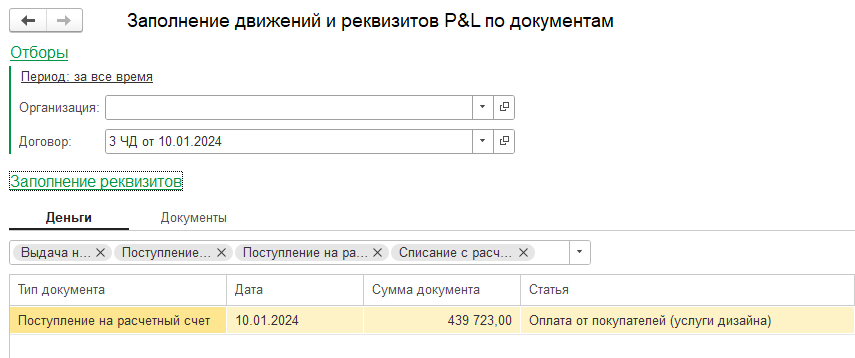 Заполнение движений и реквизитов P&L по документам
Отборы
Период: за все время
Организация:
Договор: 3 ЧД от 10.01.2024
Заполнение реквизитов
Деньги Документы
Выдача н... Поступление... Поступление на ра... Списание с расч...
Тип документа Дата Сумма документа Статья
Поступление на расчетный счет 10.01.2024 439 723,00 Оплата от покупателей (услуги дизайна)